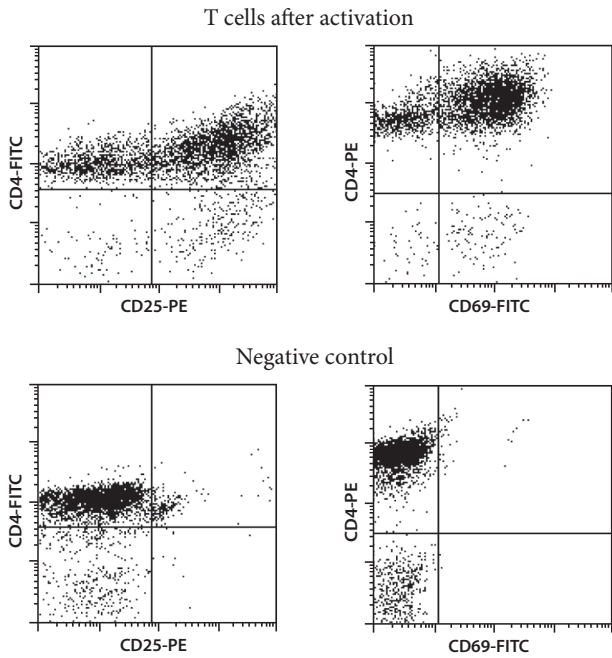 T cells after activation
CD4-FITC
CD25-PE
CD4-PE
CD69-FITC
Negative control
CD4-FITC
CD25-PE
CD4-PE
CD69-FITC